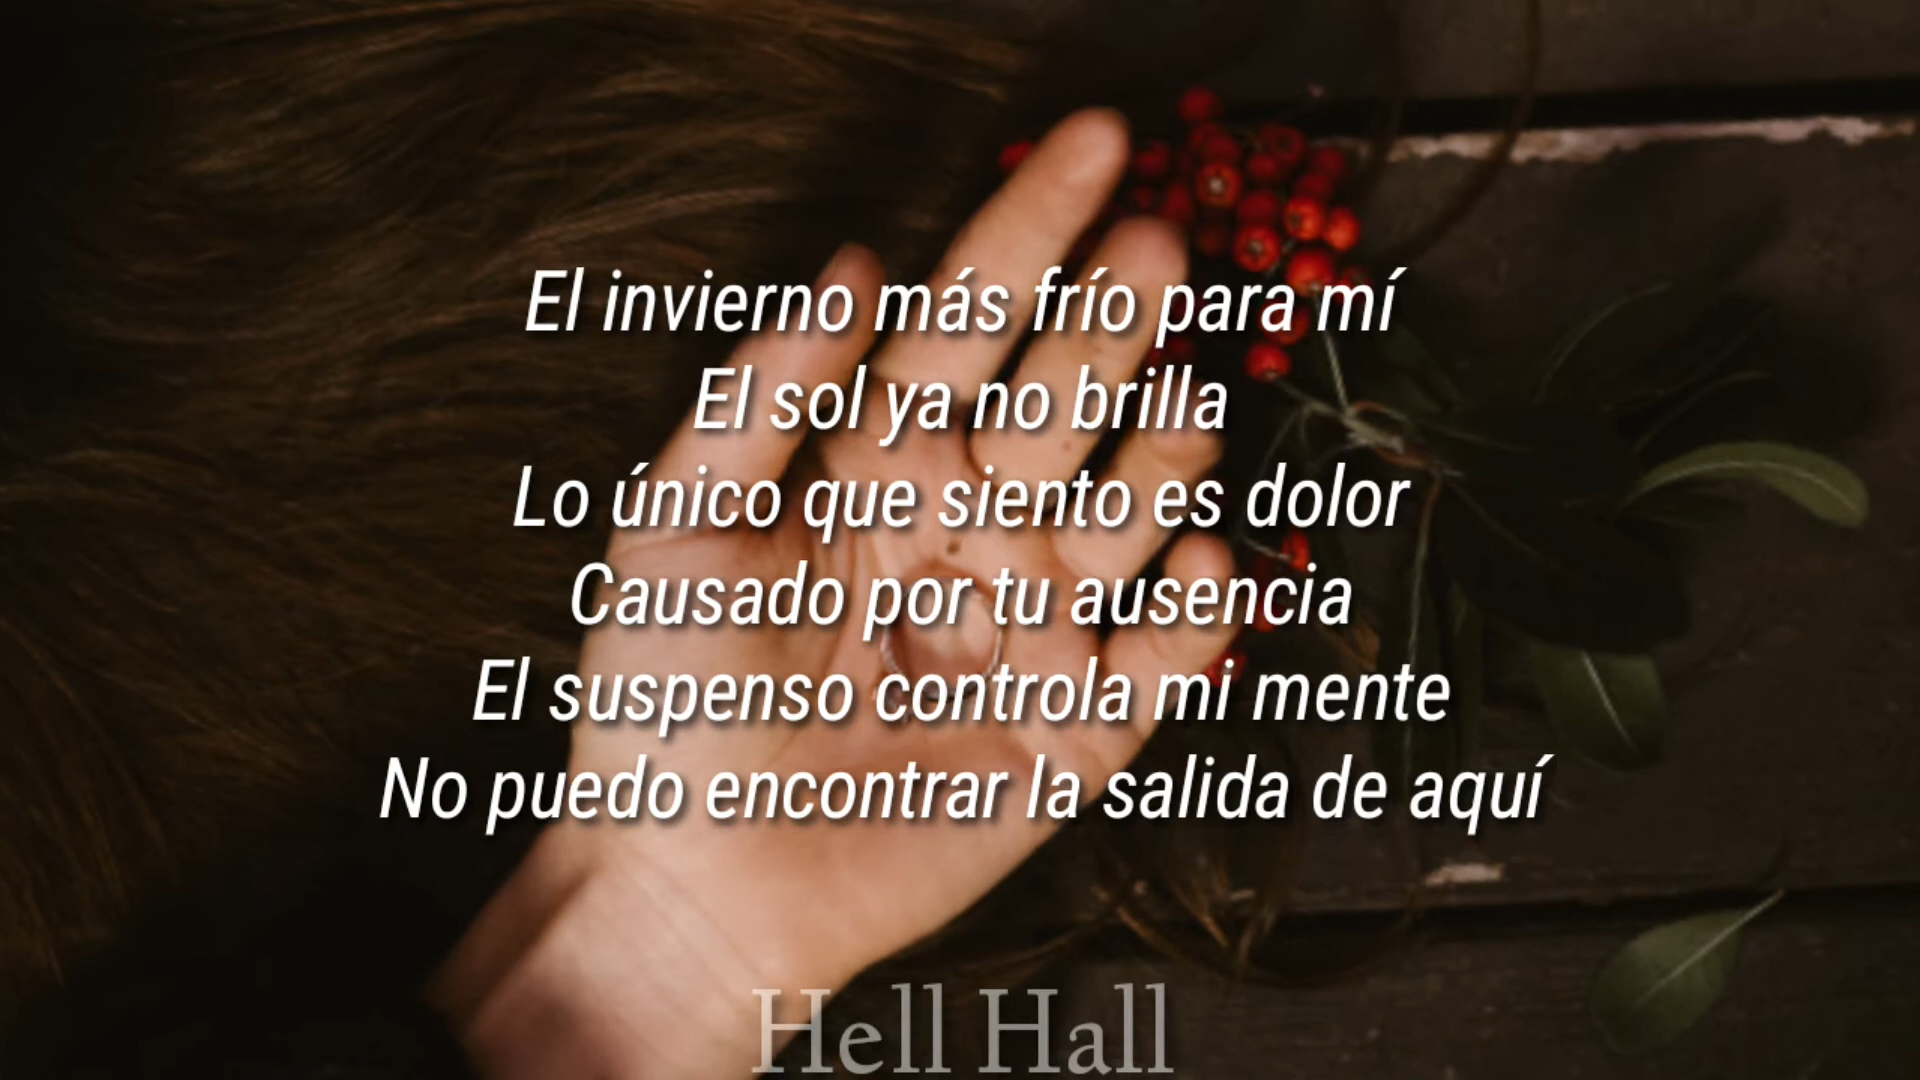 El invierno más frío para mí
El sol ya no brilla
Lo único que siento es dolor
Causado por tu ausencia
El suspenso controla mi mente
No puedo encontrar la salida de aquí
Hell Hall